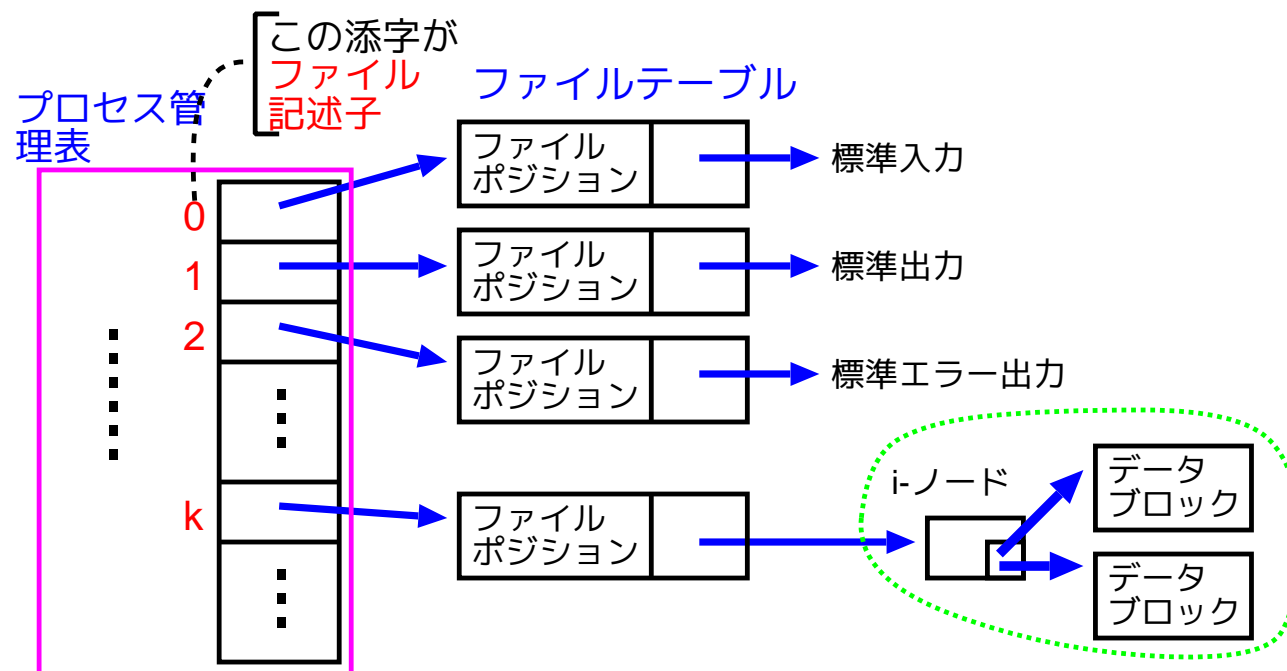 この添字が
ファイル
記述子
プロセス管
理表
ファイルテーブル
0
1
2
k
ファイル
ポジション
標準入力
ファイル
ポジション
標準出力
ファイル
ポジション
標準エラー出力
ファイル
ポジション
i-ノード
データ
ブロック
データ
ブロック